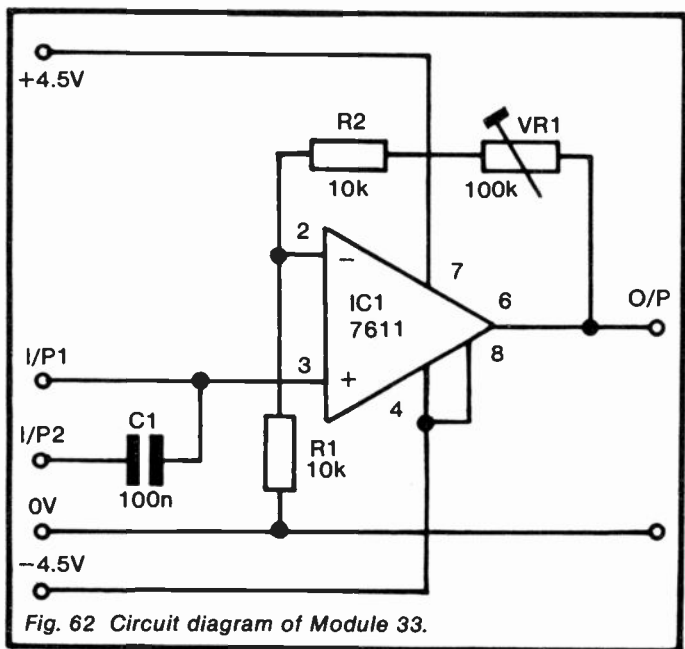 +4.5V
R2
VR1
10k
100k
2
−
7
IC1
7611
6
O/P
8
I/P1
3
+
4
I/P2
C1
R1
10k
100n
0V
−4.5V
Fig. 62 Circuit diagram of Module 33.